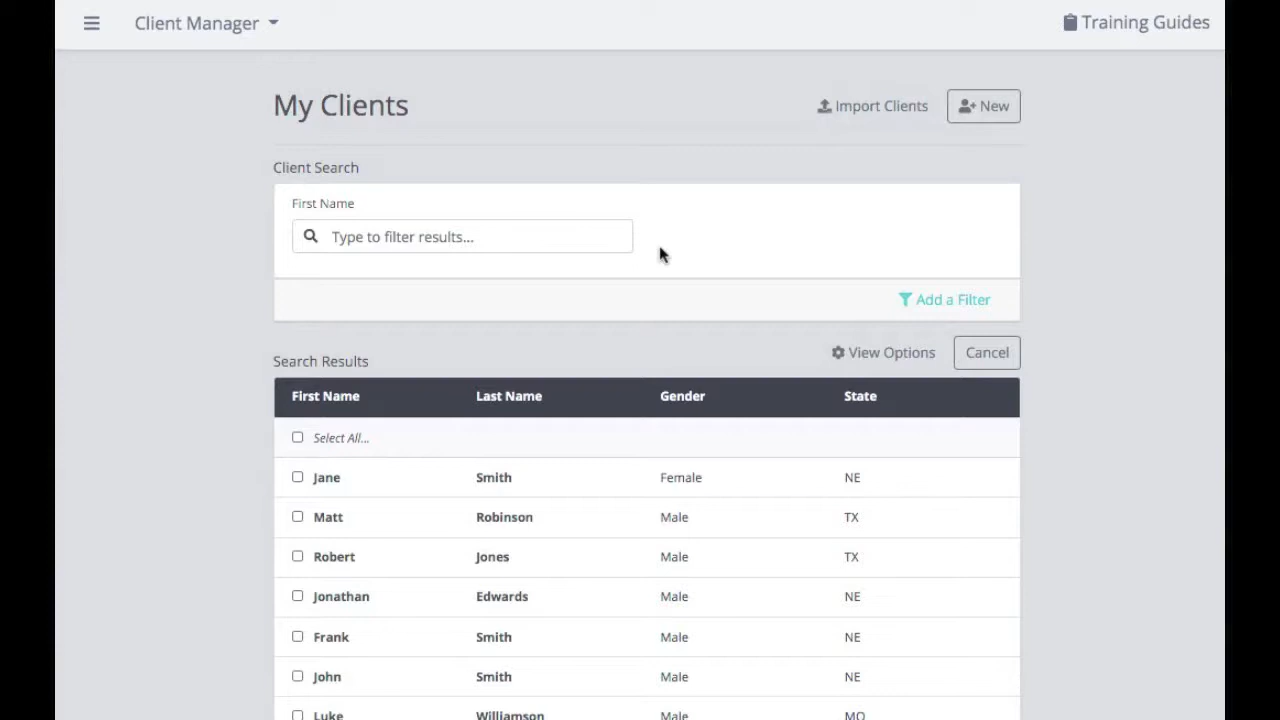 Client Manager
Training Guides
My Clients
Import Clients
New
Client Search
First Name
Type to filter results...
Add a Filter
Search Results
View Options
Cancel
First Name Last Name Gender State
Select All...
Jane Smith Female NE
Matt Robinson Male TX
Robert Jones Male TX
Jonathan Edwards Male NE
Frank Smith Male NE
John Smith Male NE
Luke Williamson Male MO